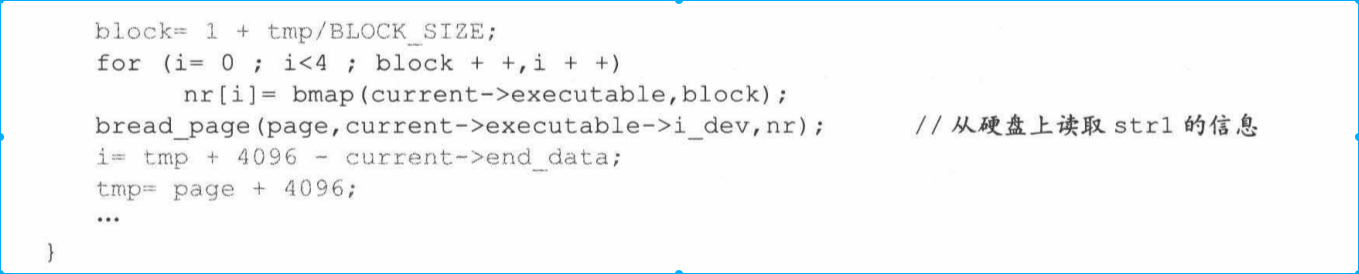 block= 1 + tmp/BLOCK_SIZE;
for (i= 0 ; i<4 ; block + +,i + +)
nr[i]= bmap(current->executable,block);
bread_page(page,current->executable->i_dev,nr); //从硬盘上读取 str1 的信息
i= tmp + 4096 - current->end_data;
tmp= page + 4096;
…
}